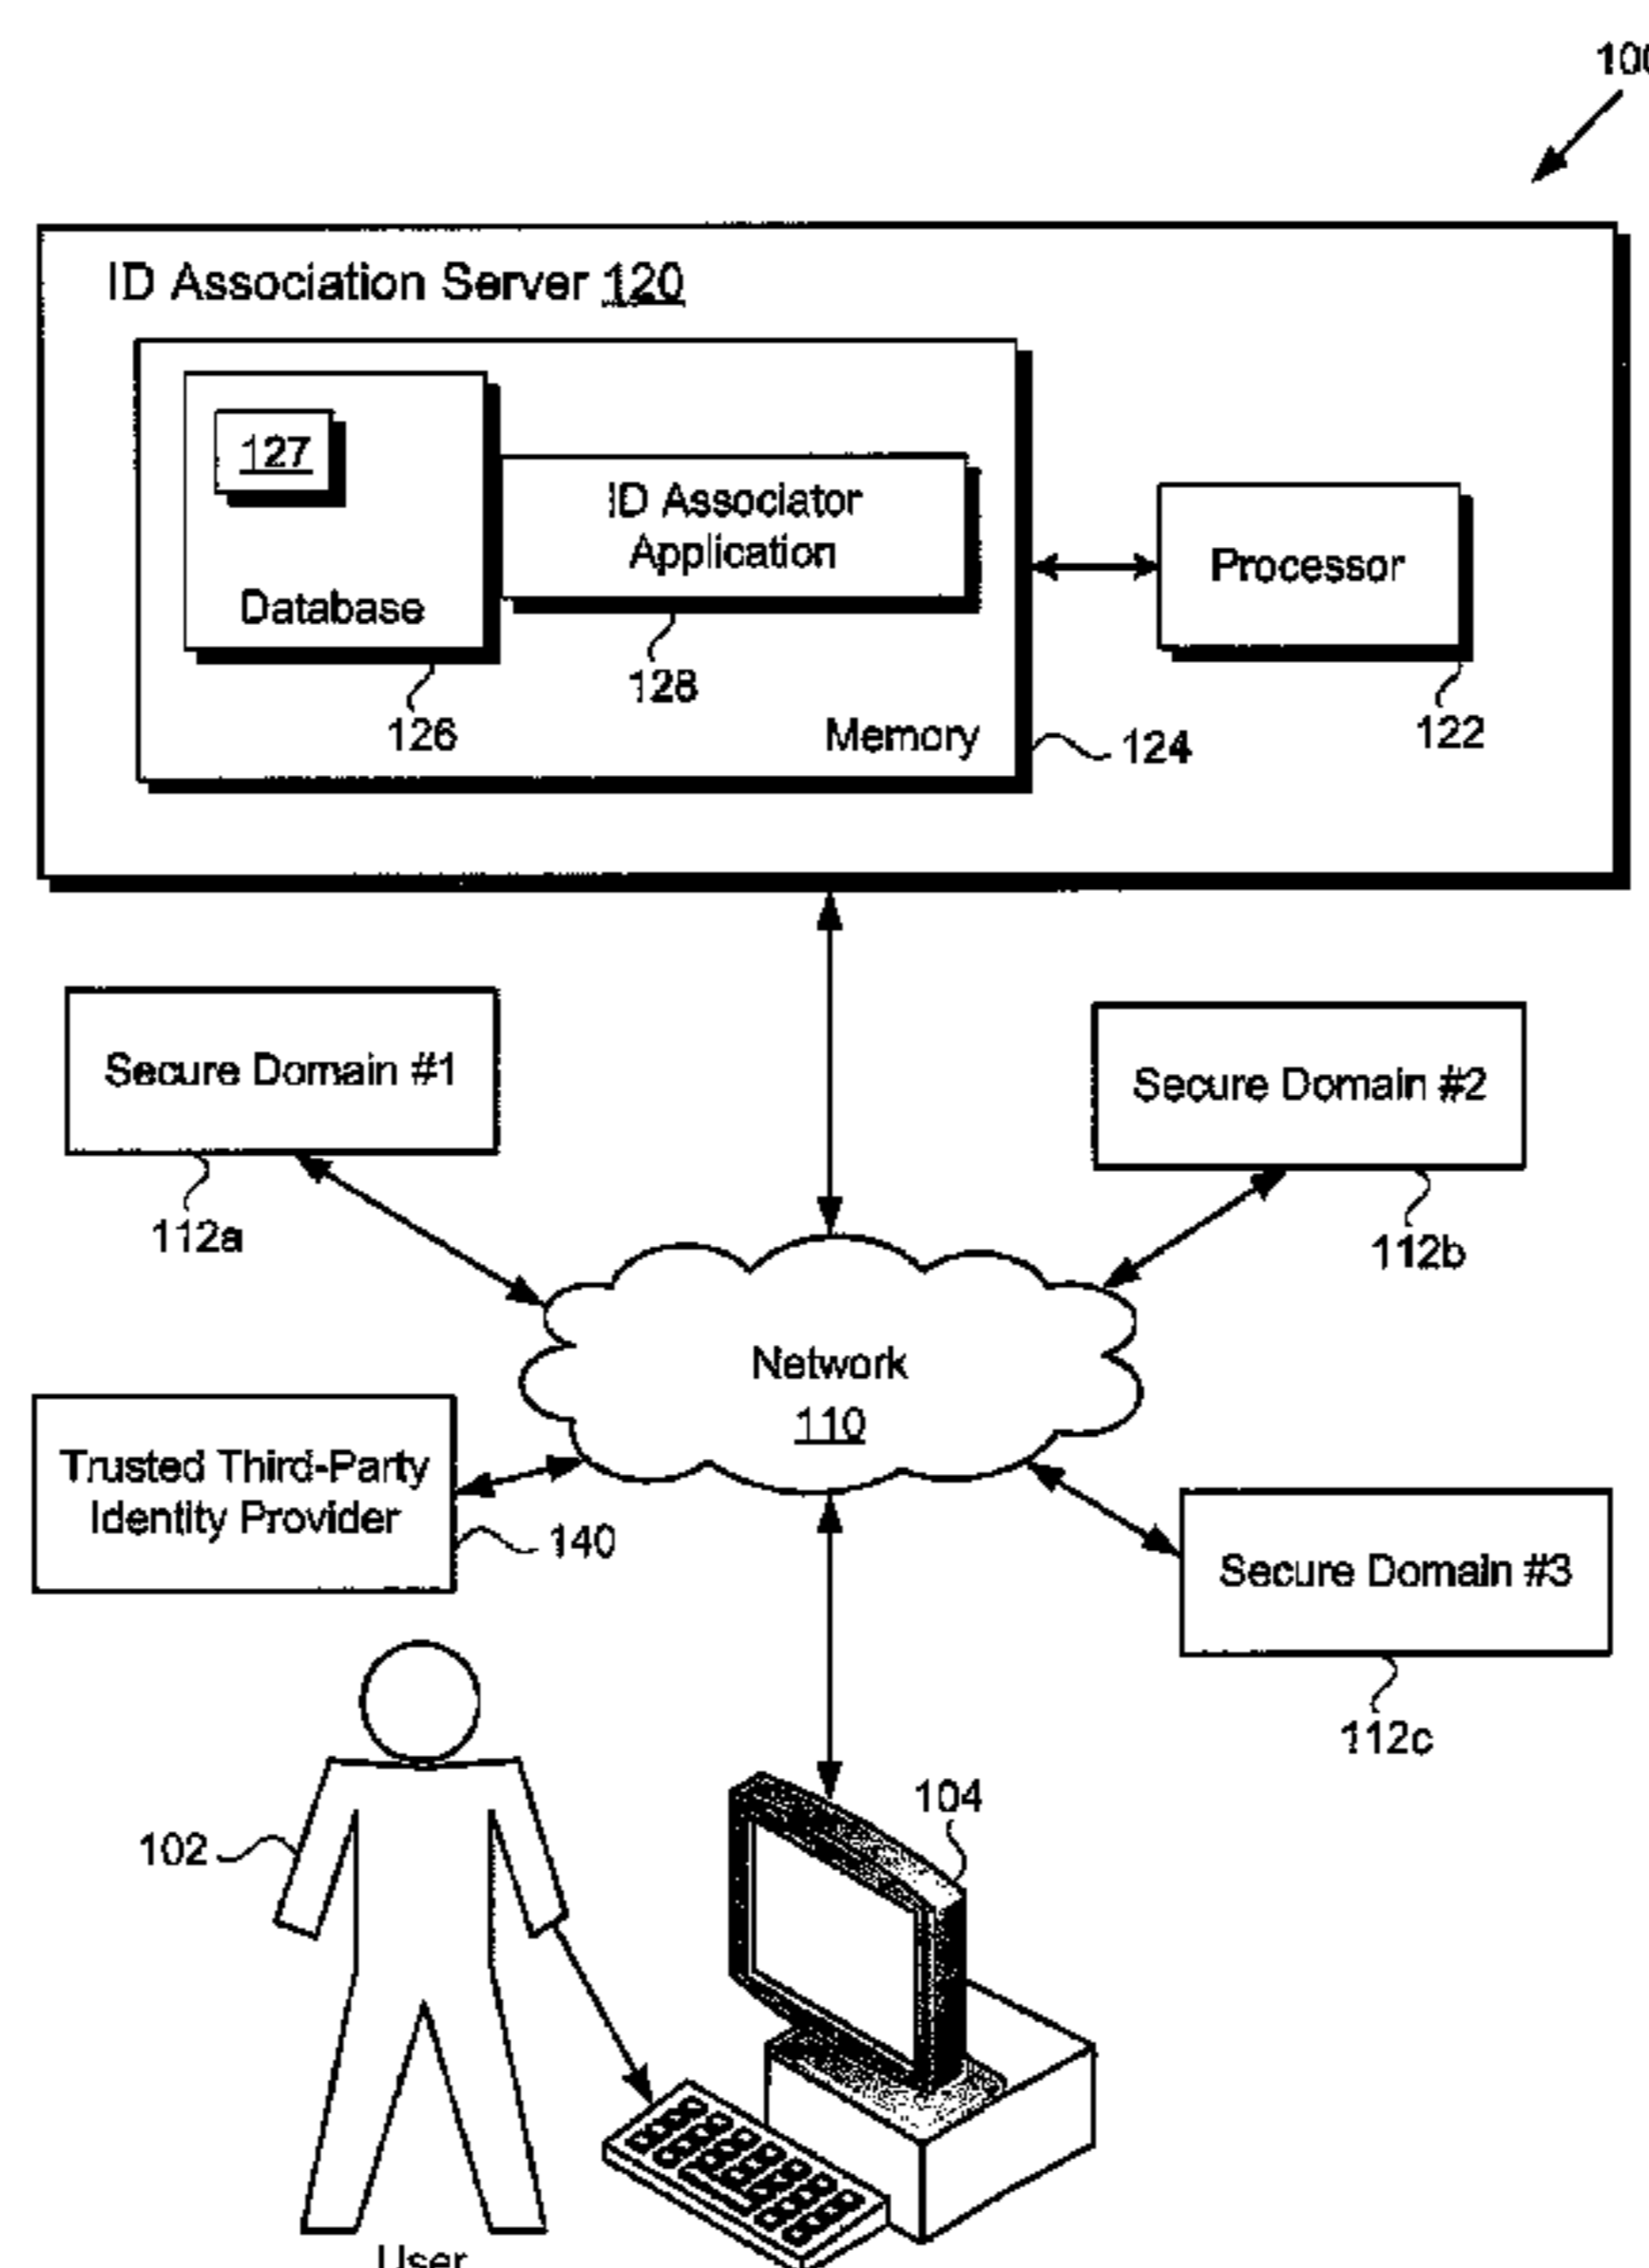 100
ID Association Server 120
127
ID Associator
Application
Processor
Database
128
126
Memory
124
122
Secure Domain #1
Secure Domain #2
112a
112b
Network
110
Trusted Third-Party
Identity Provider
140
Secure Domain #3
112c
104
102
User